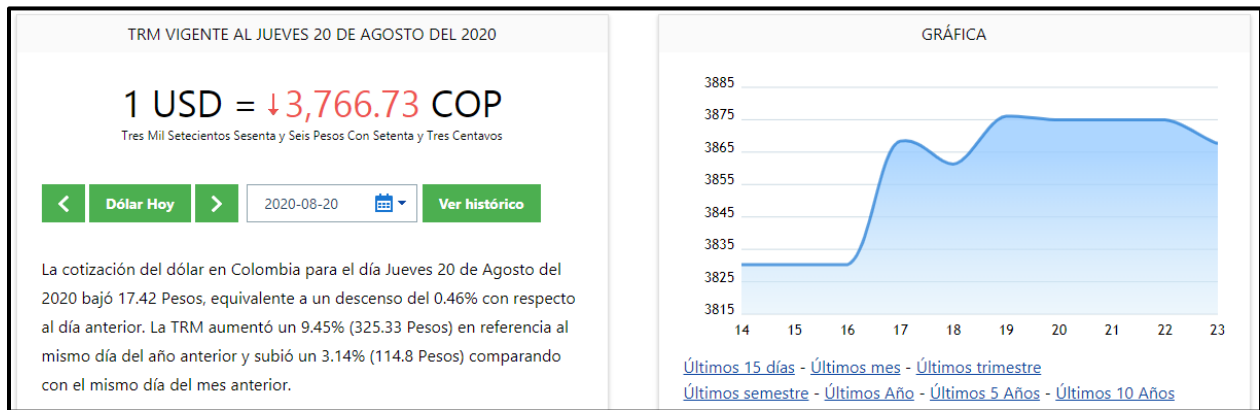 TRM VIGENTE AL JUEVES 20 DE AGOSTO DEL 2020
1 USD = ↓3,766.73 COP
Tres Mil Setecientos Sesenta y Seis Pesos Con Setenta y Tres Centavos
Dólar Hoy
2020-08-20
Ver histórico
La cotización del dólar en Colombia para el día Jueves 20 de Agosto del
2020 bajó 17.42 Pesos, equivalente a un descenso del 0.46% con respecto
al día anterior. La TRM aumentó un 9.45% (325.33 Pesos) en referencia al
mismo día del año anterior y subió un 3.14% (114.8 Pesos) comparando
con el mismo día del mes anterior.
GRÁFICA
3885
3875
3865
3855
3845
3835
3825
3815
14 15 16 17 18 19 20 21 22 23
Últimos 15 días - Últimos mes - Últimos trimestre
Últimos semestre - Últimos Año - Últimos 5 Años - Últimos 10 Años